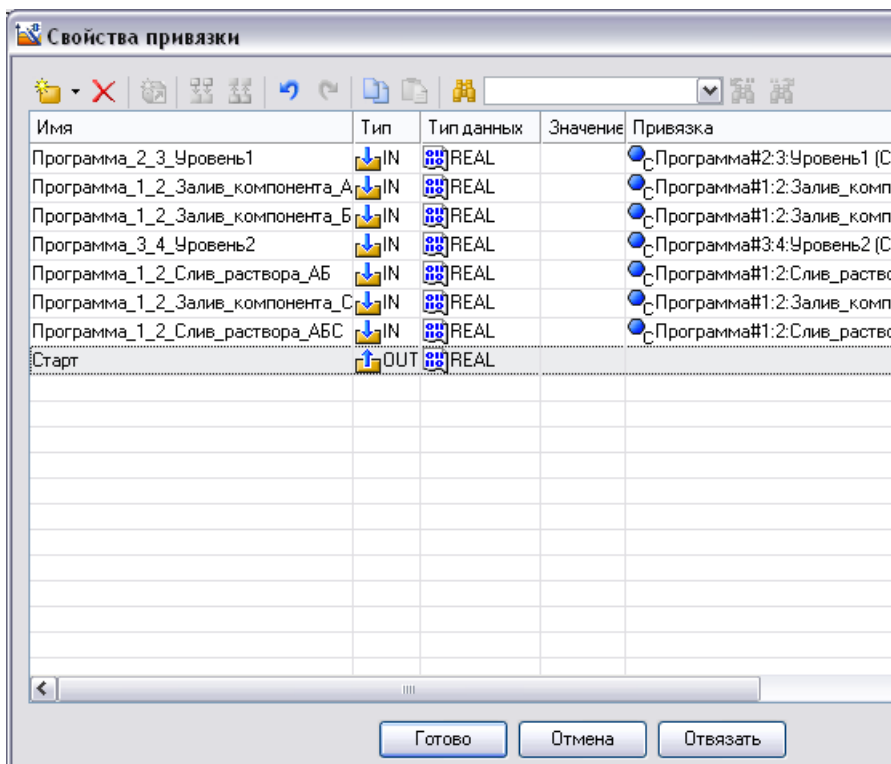 Свойства привязки
Имя Тип Тип данных Значение Привязка
Программа_2_3_Уровень1 IN REAL Программа#2:3:Уровень1 (С
Программа_1_2_Залив_компонента_А IN REAL Программа#1:2:Залив_комп
Программа_1_2_Залив_компонента_Б IN REAL Программа#1:2:Залив_комп
Программа_3_4_Уровень2 IN REAL Программа#3:4:Уровень2 (С
Программа_1_2_Слив_раствора_АБ IN REAL Программа#1:2:Слив_раство
Программа_1_2_Залив_компонента_С IN REAL Программа#1:2:Залив_комп
Программа_1_2_Слив_раствора_АБС IN REAL Программа#1:2:Слив_раство
Старт OUT REAL
Готово Отмена Отвязать